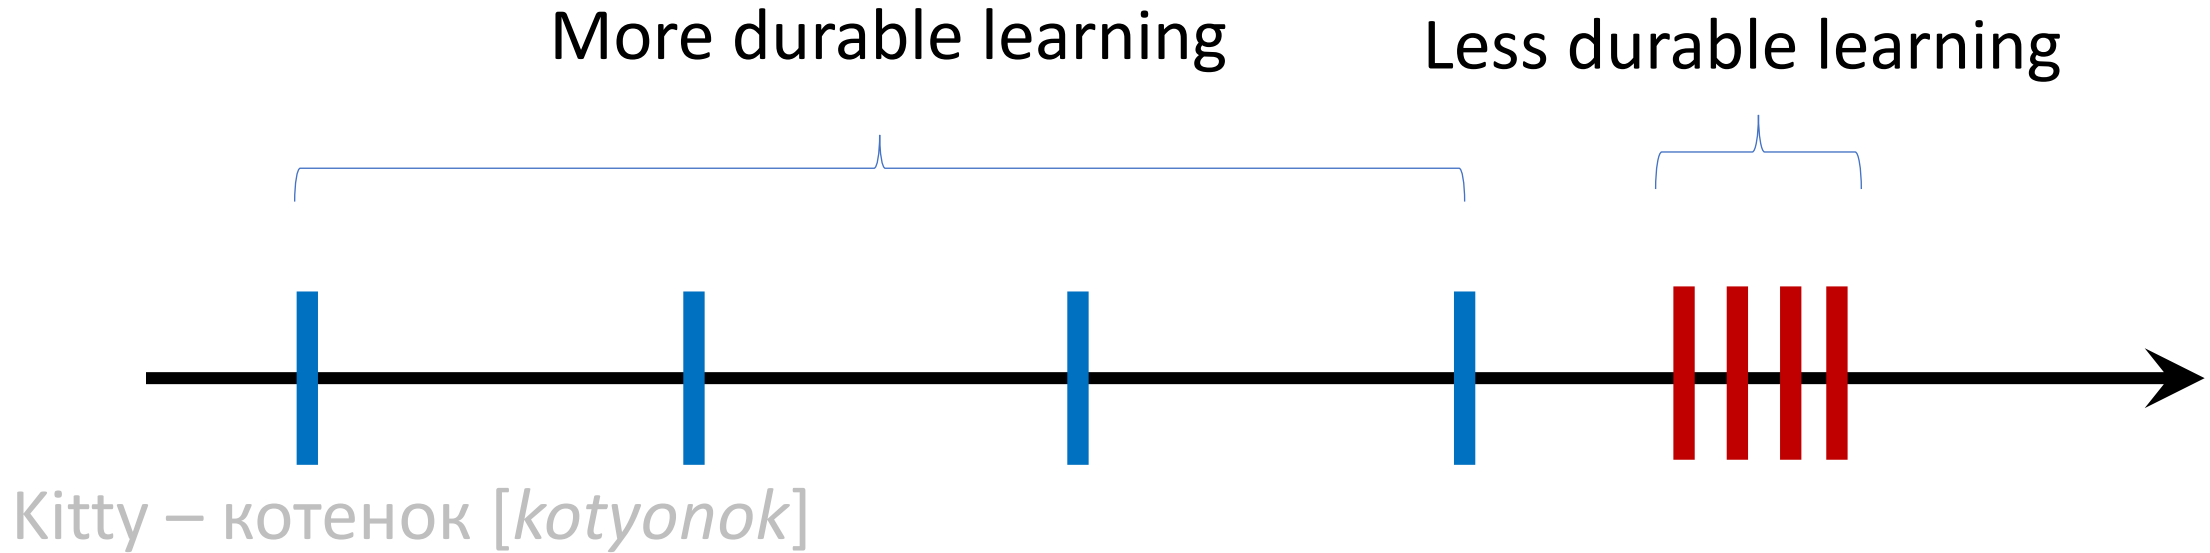 More durable learning
Less durable learning
Kitty – котенок [kotyonok]